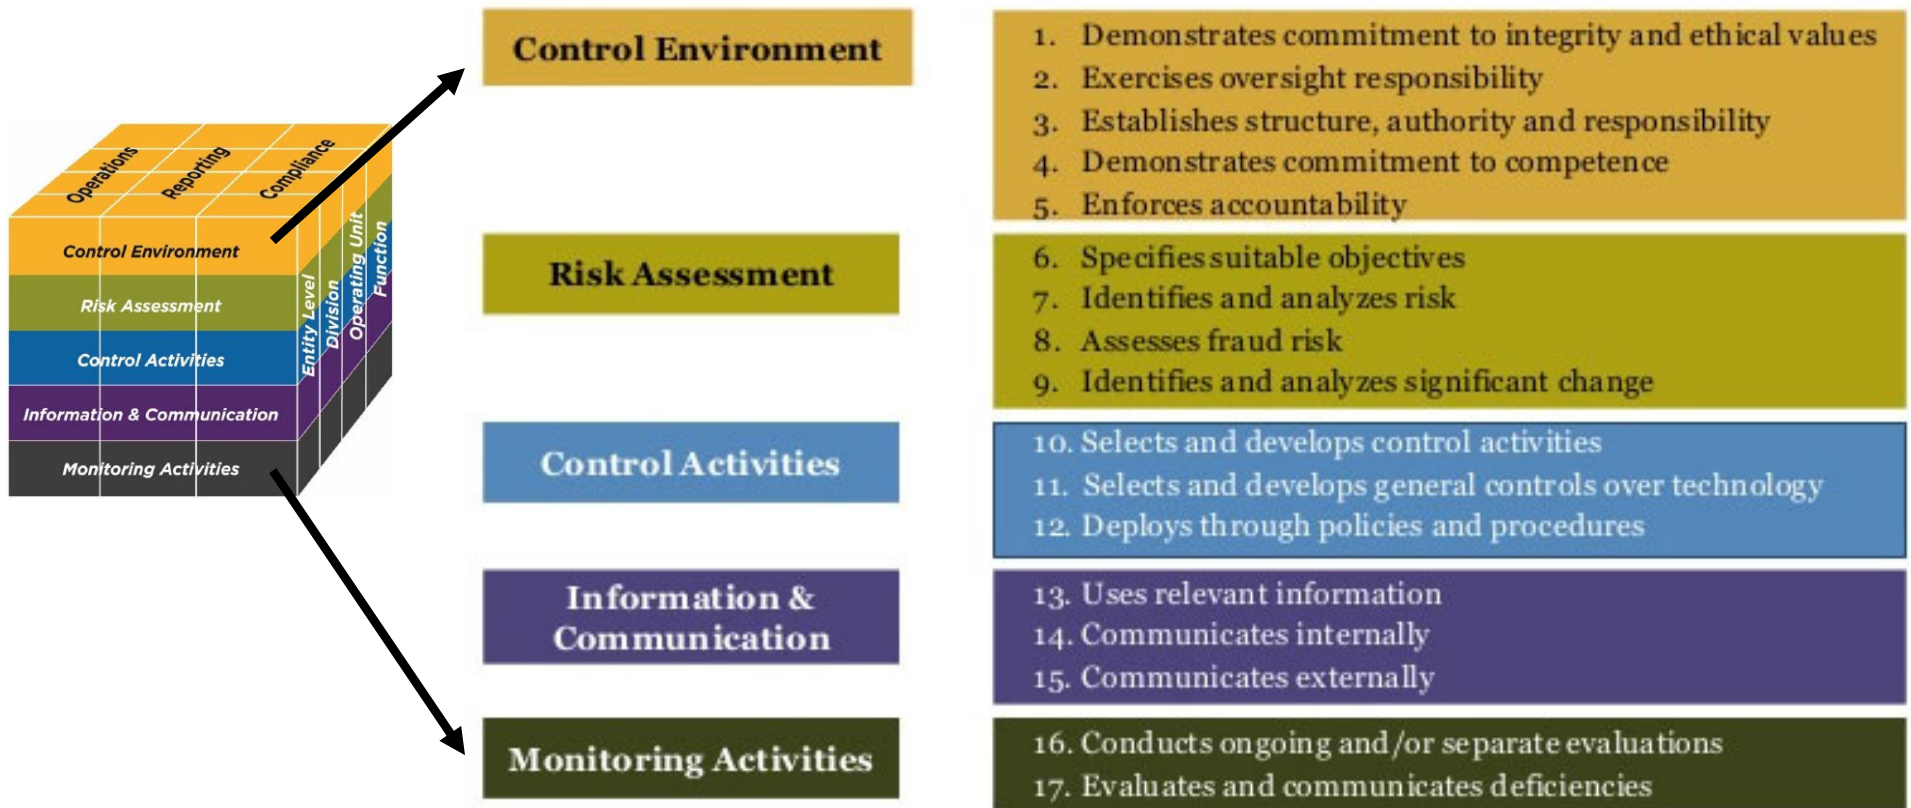 Operations
Reporting
Compliance
Control Environment
Risk Assessment
Control Activities
Information & Communication
Monitoring Activities
Entity Level
Division
Operating Unit
Function
Control Environment
1. Demonstrates commitment to integrity and ethical values
2. Exercises oversight responsibility
3. Establishes structure, authority and responsibility
4. Demonstrates commitment to competence
5. Enforces accountability
Risk Assessment
6. Specifies suitable objectives
7. Identifies and analyzes risk
8. Assesses fraud risk
9. Identifies and analyzes significant change
Control Activities
10. Selects and develops control activities
11. Selects and develops general controls over technology
12. Deploys through policies and procedures
Information &
Communication
13. Uses relevant information
14. Communicates internally
15. Communicates externally
Monitoring Activities
16. Conducts ongoing and/or separate evaluations
17. Evaluates and communicates deficiencies